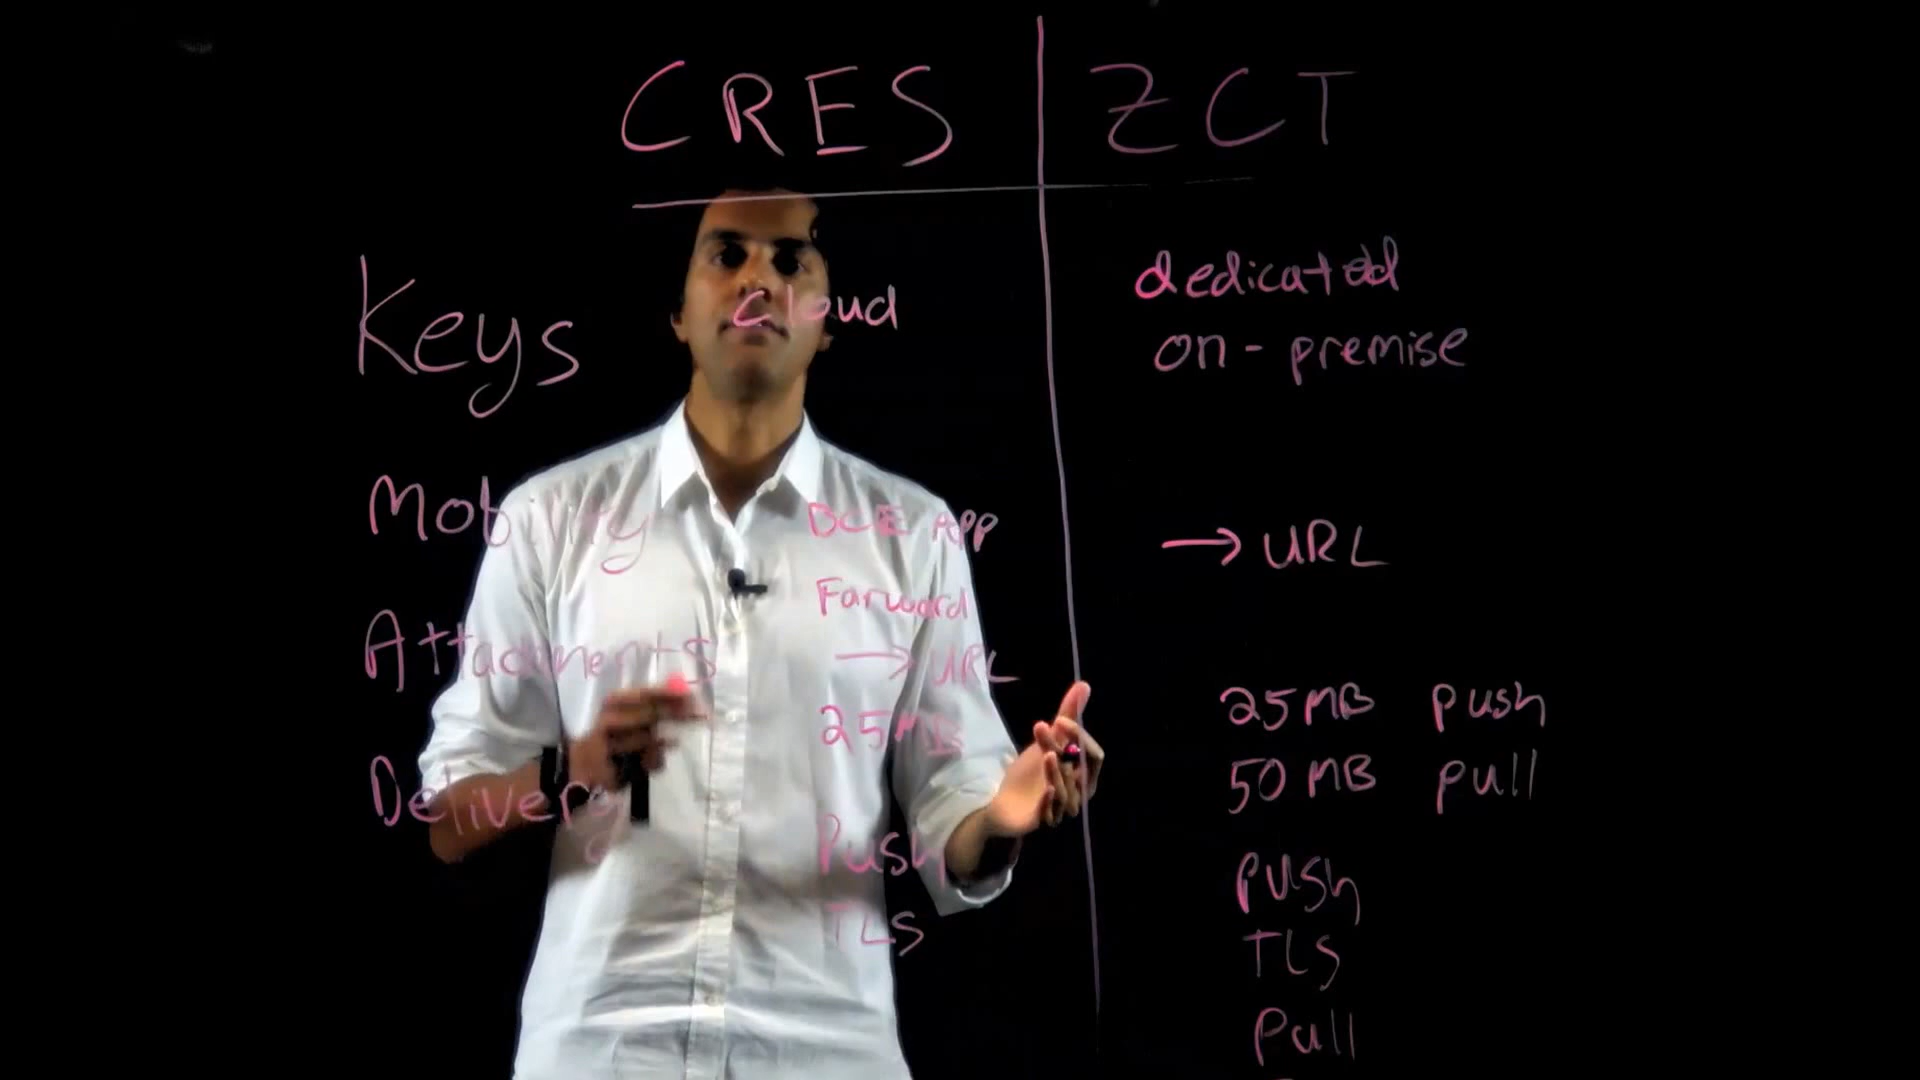 CRES ZCT
Keys Cloud dedicated
on-premise
Mobility BCE App → URL
Forward
Attachments → URL
25MB 25MB push
50MB pull
Delivery Push Push
TLS TLS
Pull